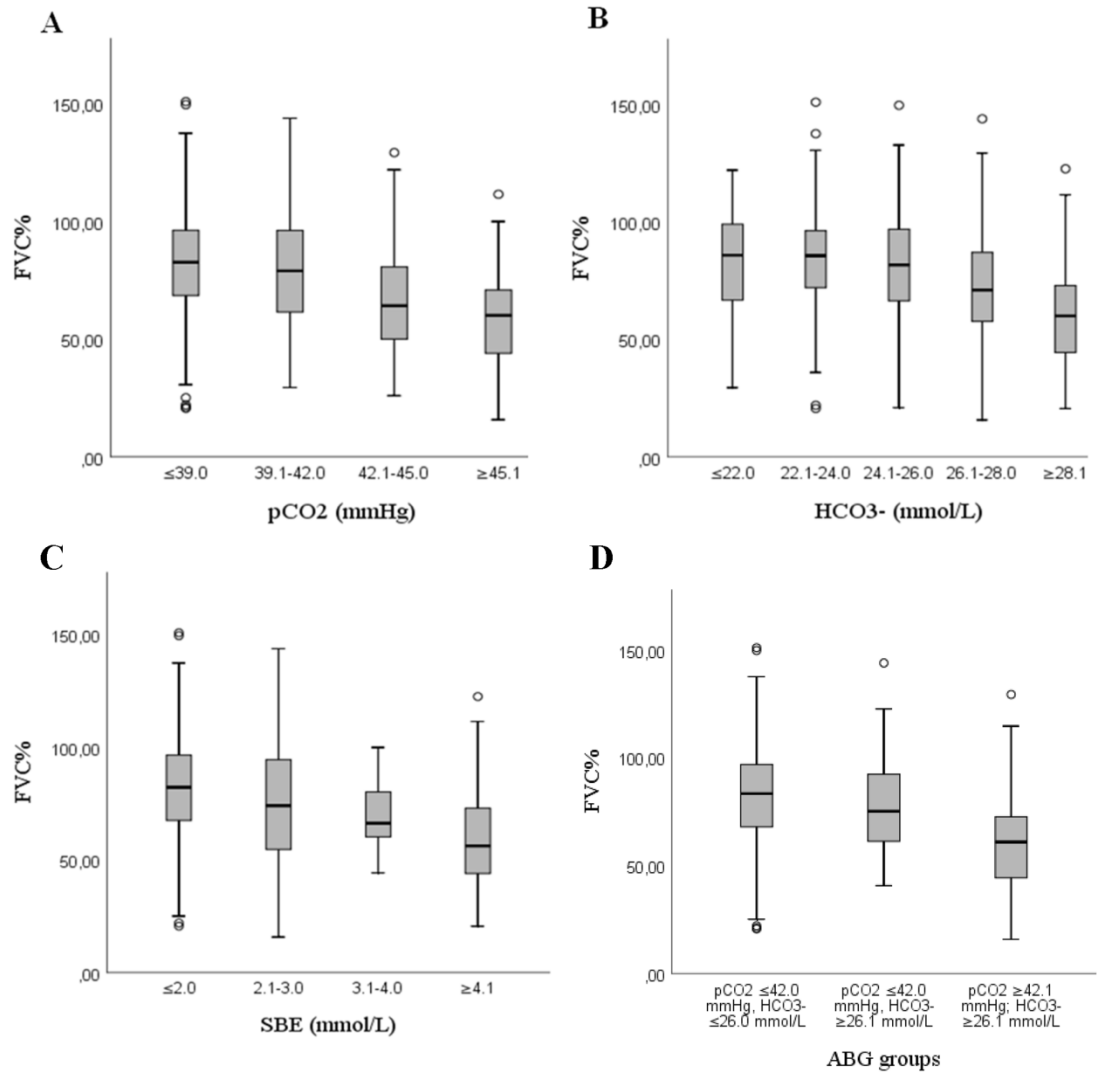 A
FVC%
150,00
100,00
50,00
,00
≤39.0 39.1-42.0 42.1-45.0 ≥45.1
pCO2 (mmHg)
B
FVC%
150,00
100,00
50,00
,00
≤22.0 22.1-24.0 24.1-26.0 26.1-28.0 ≥28.1
HCO3- (mmol/L)
C
FVC%
150,00
100,00
50,00
,00
≤2.0 2.1-3.0 3.1-4.0 ≥4.1
SBE (mmol/L)
D
FVC%
150,00
100,00
50,00
,00
pCO2 ≤42.0
mmHg, HCO3-
≤26.0 mmol/L
pCO2 ≤42.0
mmHg, HCO3-
≥26.1 mmol/L
pCO2 ≥42.1
mmHg; HCO3-
≥26.1 mmol/L
ABG groups